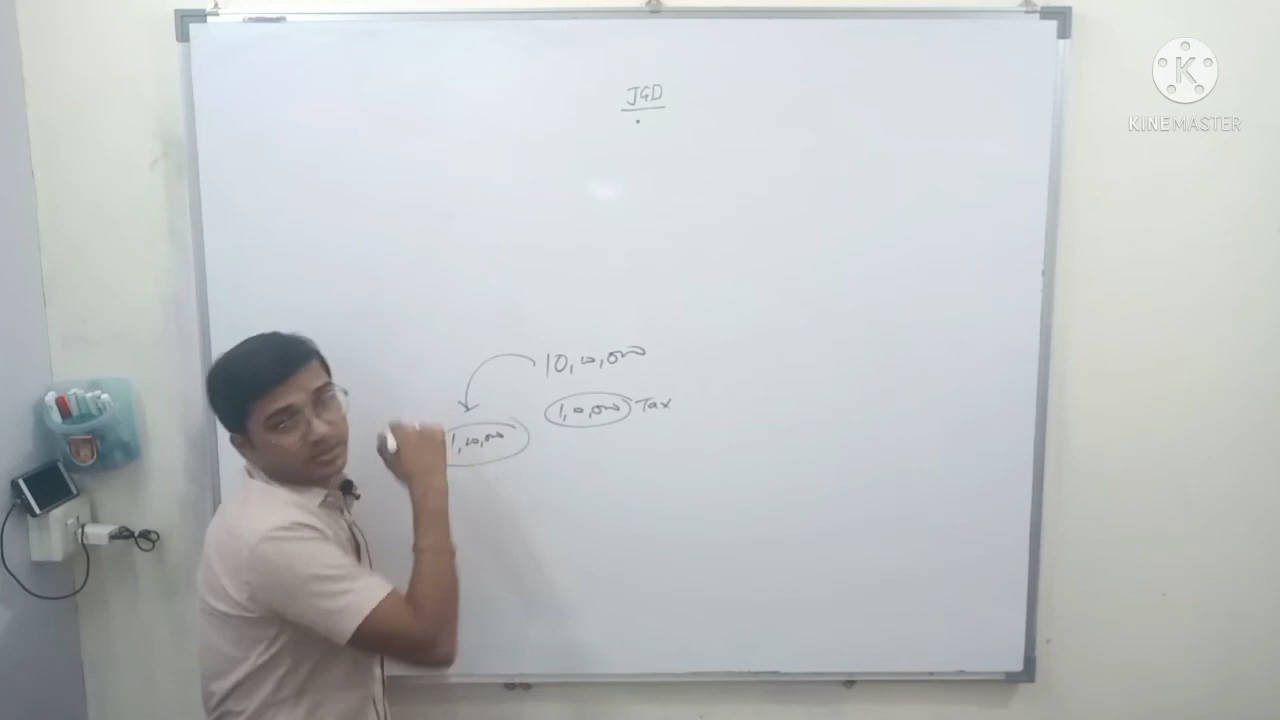 JGD
10,00,000
1,00,000 Tax
1,00,000
K
KINEMASTER